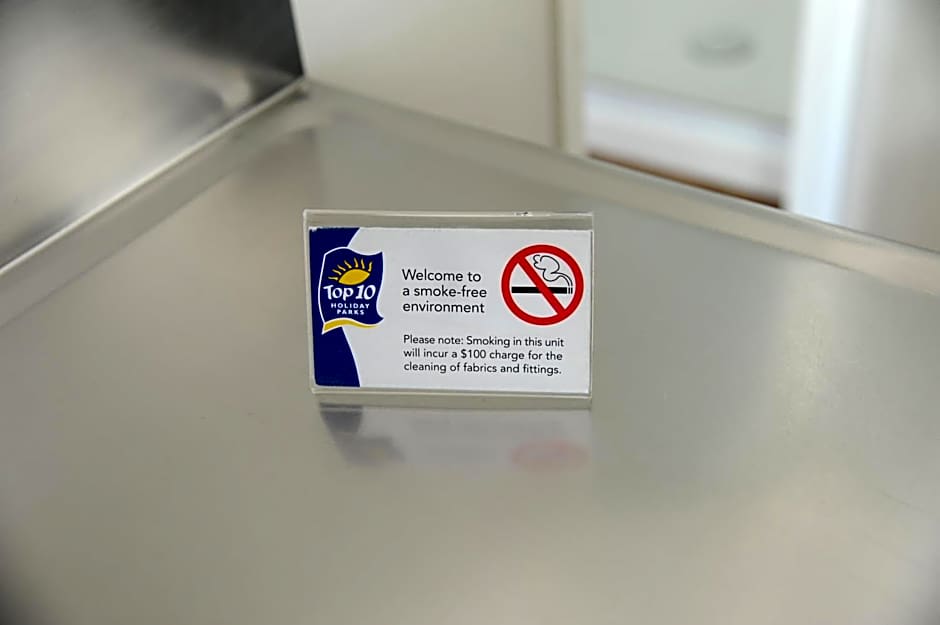 Top 10
HOLIDAY
PARKS
Welcome to
a smoke-free
environment
Please note: Smoking in this unit
will incur a $100 charge for the
cleaning of fabrics and fittings.